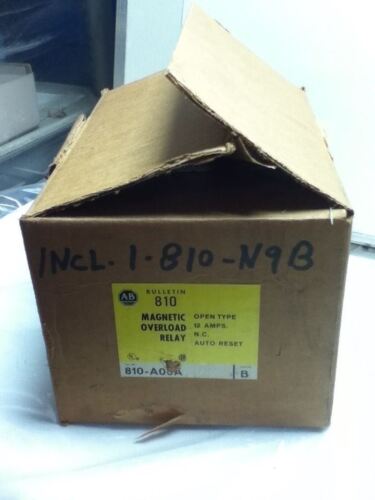 INCL. 1-810-N9B
AB
BULLETIN
810
MAGNETIC
OVERLOAD
RELAY
OPEN TYPE
12 AMPS.
N.C.
AUTO RESET
B